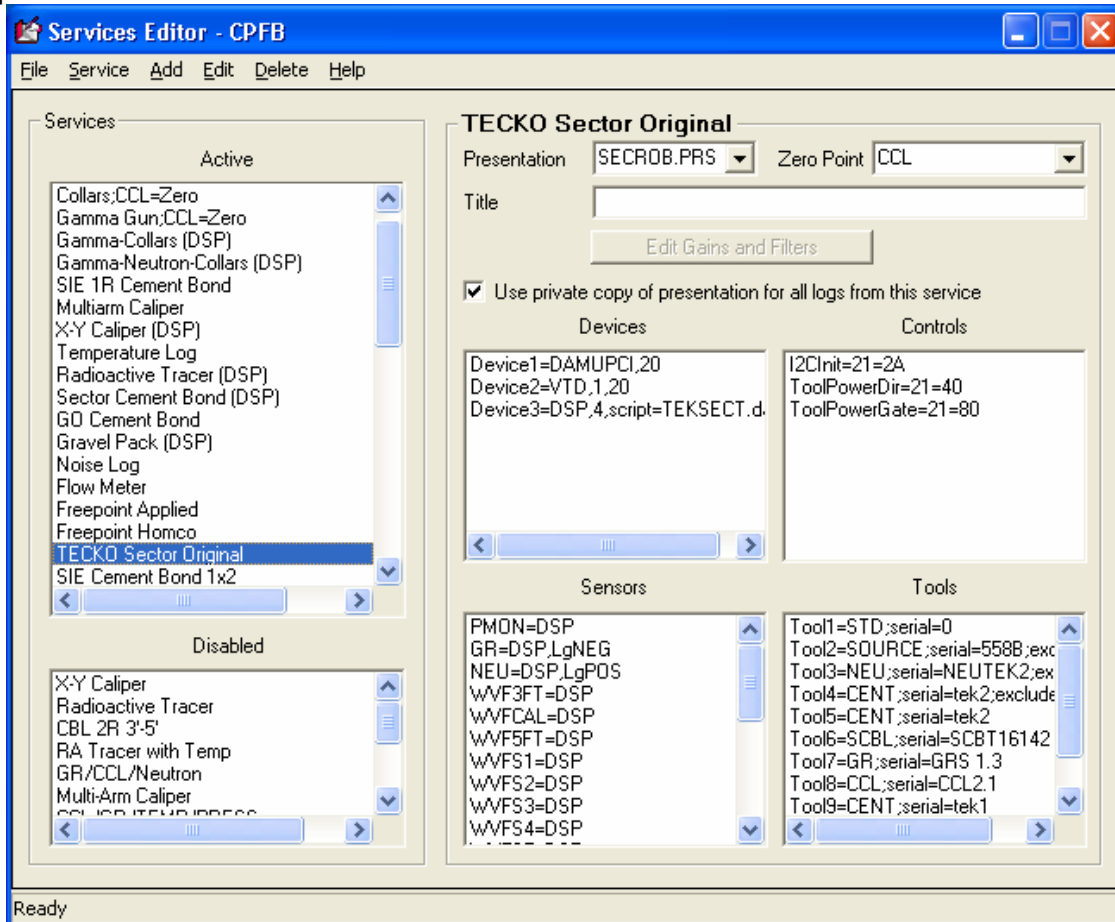 Services Editor - CPFB
File Service Add Edit Delete Help
Services
Active
Collars;CCL=Zero
Gamma Gun;CCL=Zero
Gamma-Collars (DSP)
Gamma-Neutron-Collars (DSP)
SIE 1R Cement Bond
Multiarm Caliper
X-Y Caliper (DSP)
Temperature Log
Radioactive Tracer (DSP)
Sector Cement Bond (DSP)
GO Cement Bond
Gravel Pack (DSP)
Noise Log
Flow Meter
Freepoint Applied
Freepoint Homco
TECKO Sector Original
SIE Cement Bond 1x2
Disabled
X-Y Caliper
Radioactive Tracer
CBL 2R 3'-5'
RA Tracer with Temp
GR/CCL/Neutron
Multi-Arm Caliper
TECKO Sector Original
Presentation SECROB.PRS Zero Point CCL
Title
Edit Gains and Filters
Use private copy of presentation for all logs from this service
Devices
Device1=DAMUPCI,20
Device2=VTD,1,20
Device3=DSP,4,script=TEKSECT.d
Controls
I2CInit=21=2A
ToolPowerDir=21=40
ToolPowerGate=21=80
Sensors
PMON=DSP
GR=DSP,LgNEG
NEU=DSP,LgPOS
WVF3FT=DSP
WVFCAL=DSP
WVF5FT=DSP
WVFS1=DSP
WVFS2=DSP
WVFS3=DSP
WVFS4=DSP
Tools
Tool1=STD;serial=0
Tool2=SOURCE;serial=558B;exc
Tool3=NEU;serial=NEUTEK2;ex
Tool4=CENT;serial=tek2;exclude
Tool5=CENT;serial=tek2
Tool6=SCBL;serial=SCBT16142
Tool7=GR;serial=GRS 1.3
Tool8=CCL;serial=CCL2.1
Tool9=CENT;serial=tek1
Ready